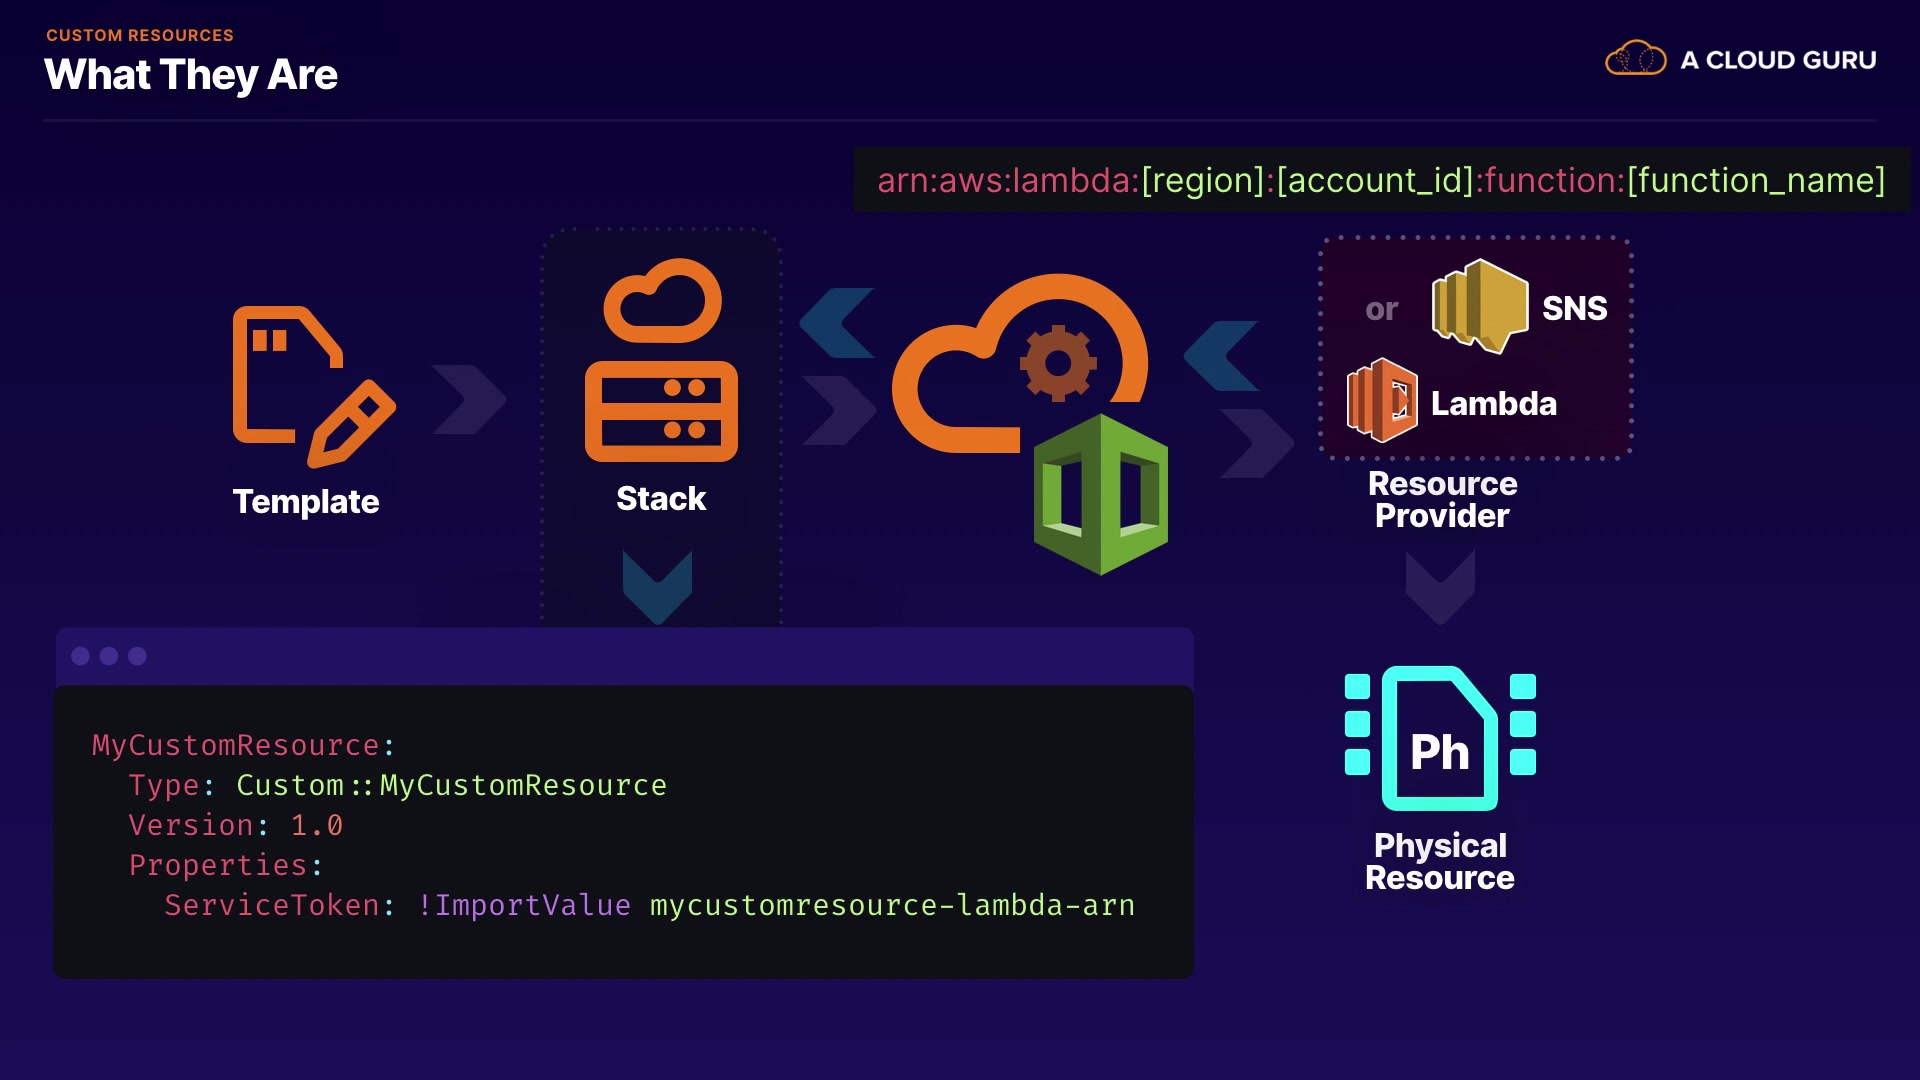 CUSTOM RESOURCES
What They Are
A CLOUD GURU
arn:aws:lambda:[region]:[account_id]:function:[function_name]
or
SNS
Lambda
Template
Stack
Resource
Provider
MyCustomResource:
Type: Custom::MyCustomResource
Version: 1.0
Properties:
ServiceToken: !ImportValue mycustomresource-lambda-arn
Ph
Physical
Resource